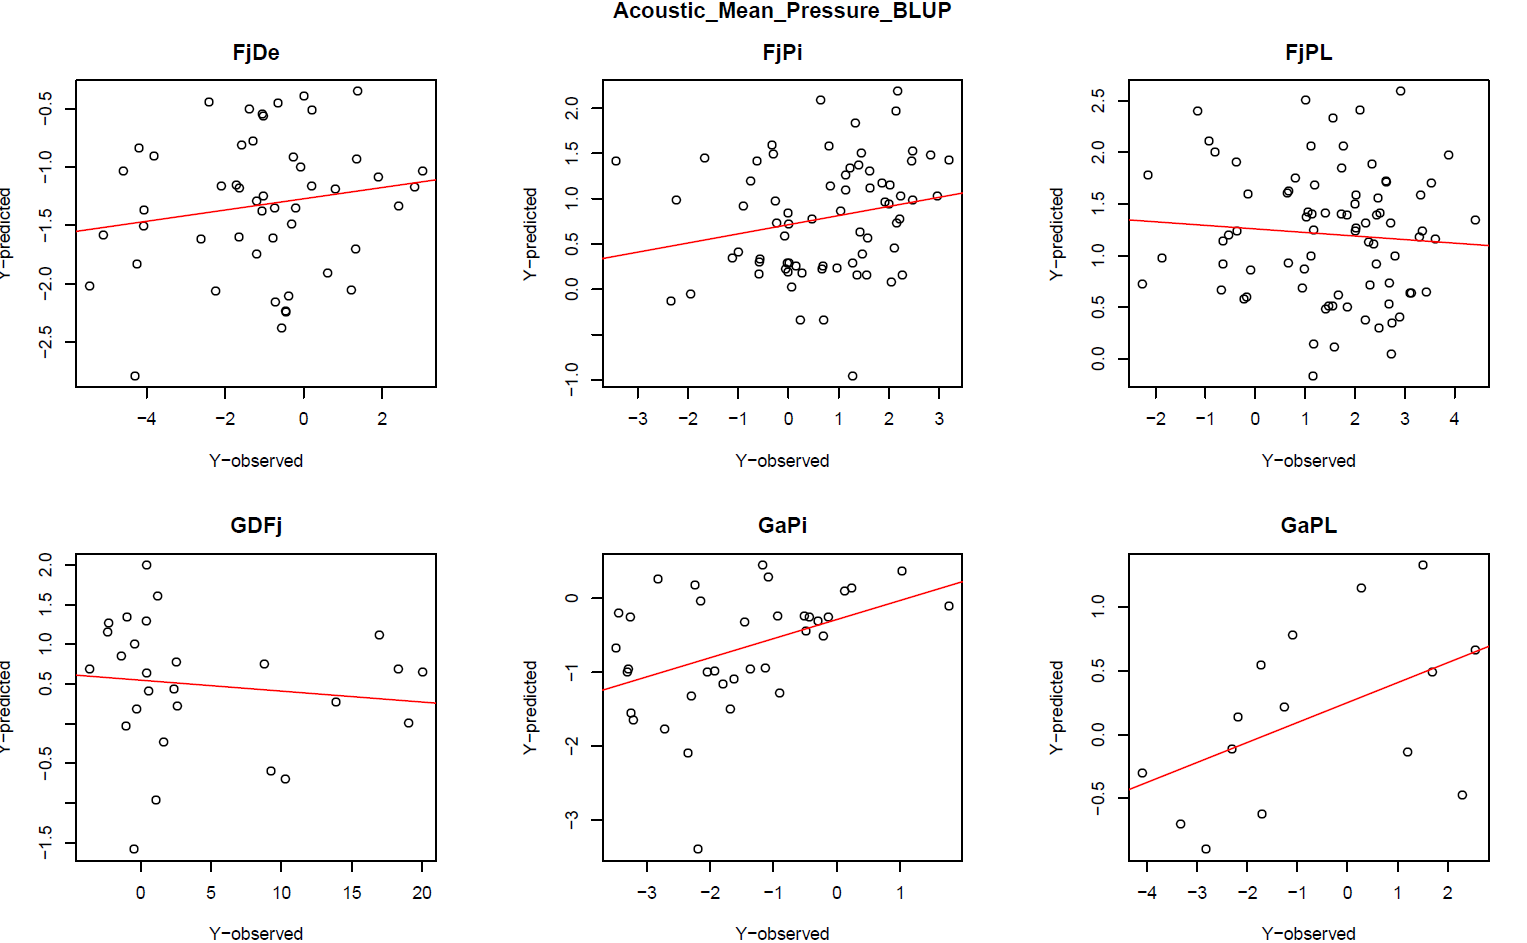 Acoustic_Mean_Pressure_BLUP
FjDe
FjPi
FjPL
Y−predicted
−2.5 −2.0 −1.5 −1.0 −0.5
−4 −2 0 2
Y−observed
Y−predicted
−1.0 0.0 0.5 1.0 1.5 2.0
−3 −2 −1 0 1 2 3
Y−observed
Y−predicted
0.0 0.5 1.0 1.5 2.0 2.5
−2 −1 0 1 2 3 4
Y−observed
GDFj
GaPi
GaPL
Y−predicted
−1.5 −0.5 0.5 1.0 1.5 2.0
0 5 10 15 20
Y−observed
Y−predicted
−3 −2 −1 0
−3 −2 −1 0 1
Y−observed
Y−predicted
−0.5 0.0 0.5 1.0
−4 −3 −2 −1 0 1 2
Y−observed